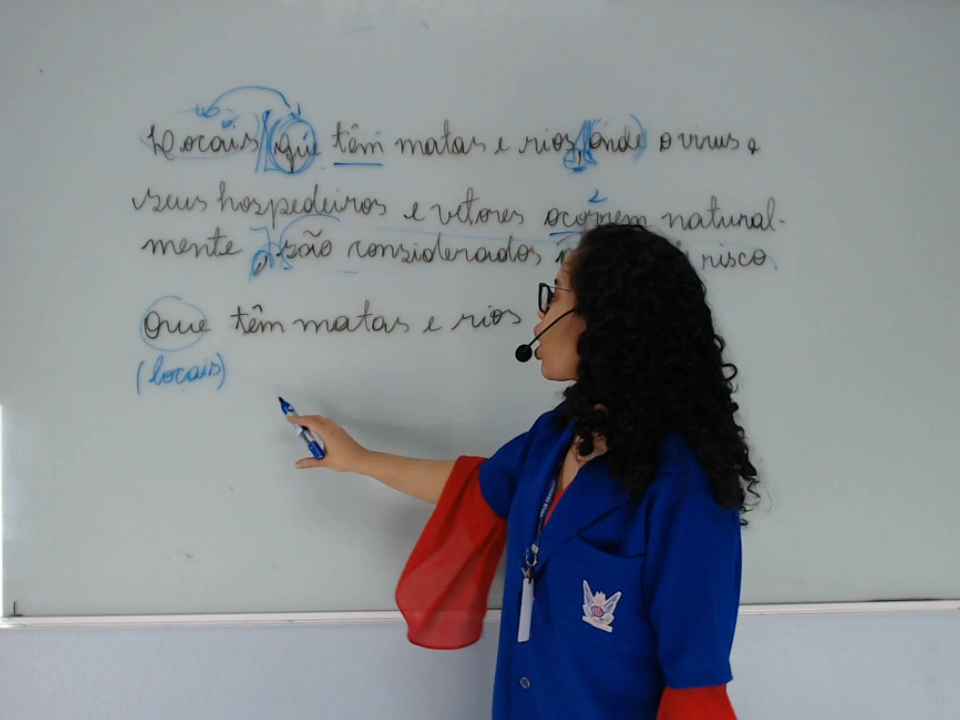 Locais que têm matas e rios, onde o vírus e
seus hospedeiros e vetores ocorrem natural-
2
mente, são considerados risco
Que têm matas e rios
(locais)